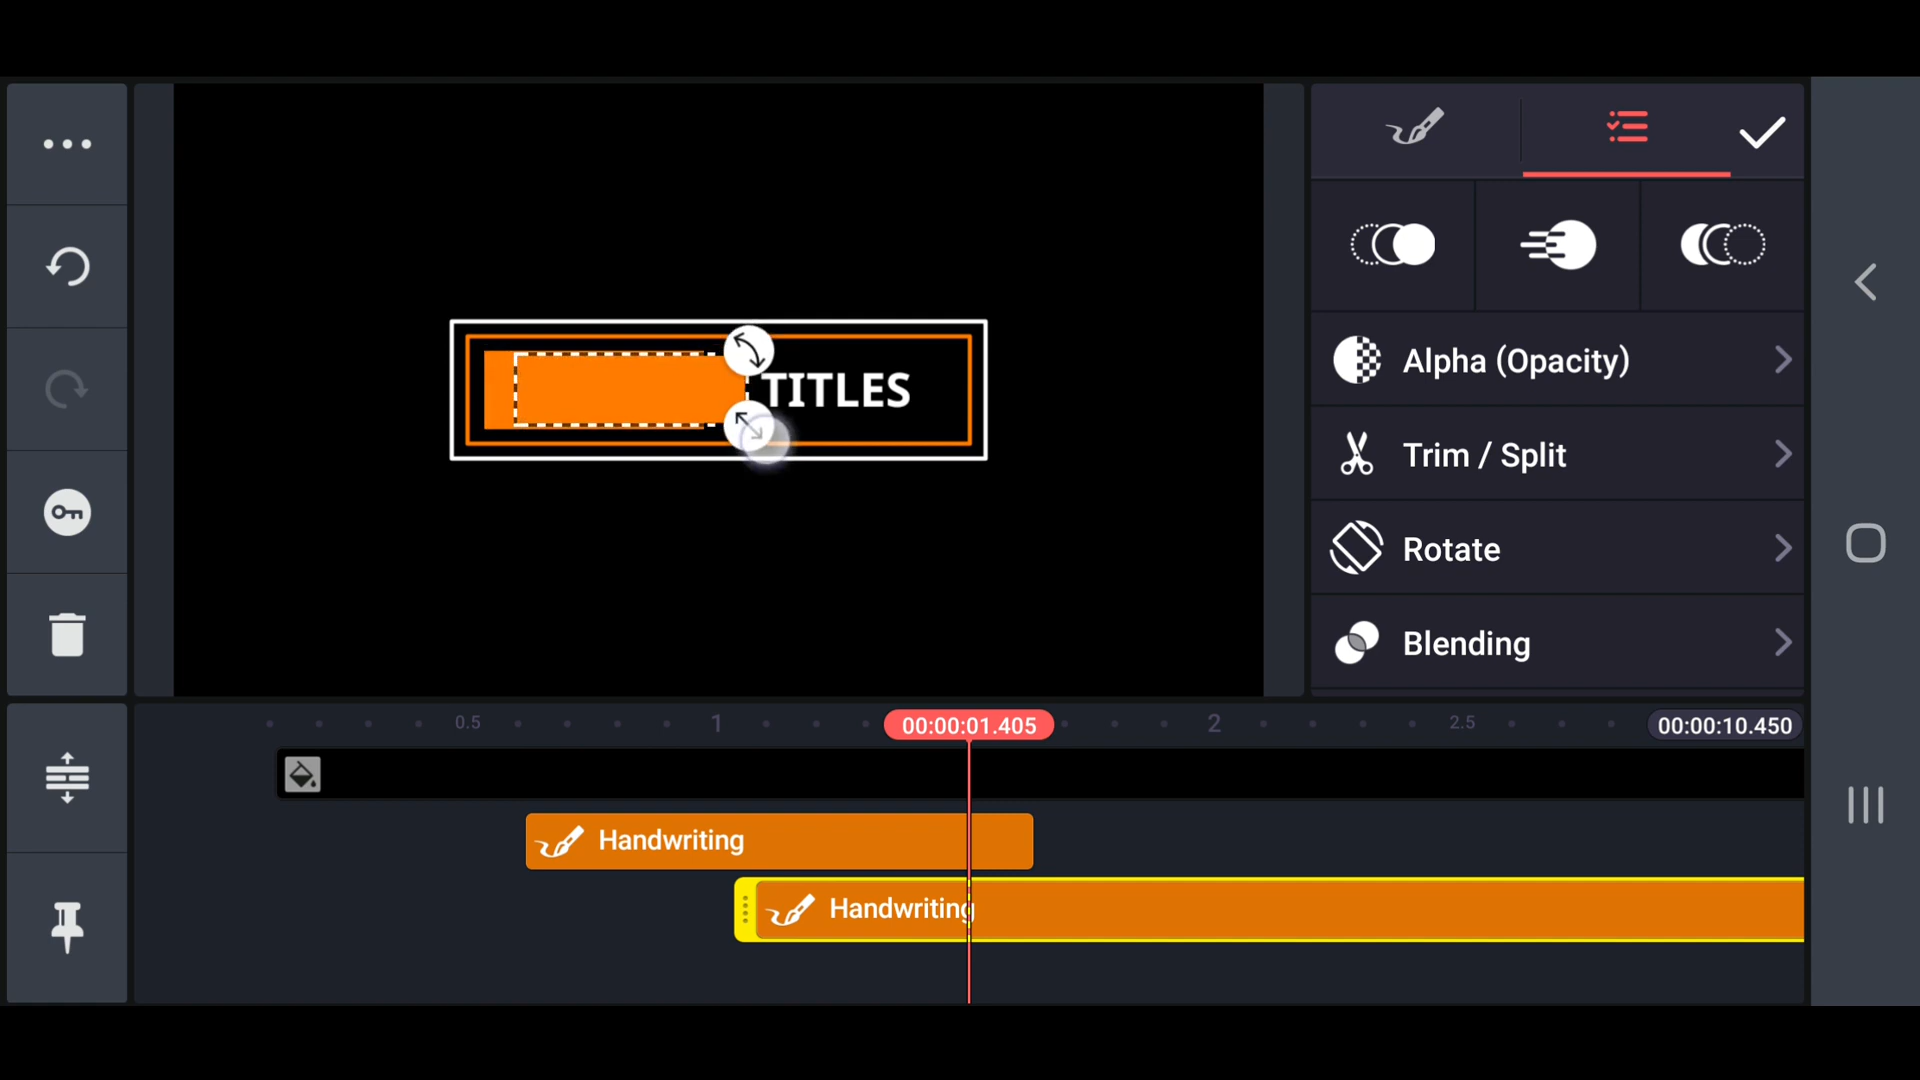 TITLES
Alpha (Opacity)
Trim / Split
Rotate
Blending
0.5
1
00:00:01.405
2
2.5
00:00:10.450
Handwriting
Handwriting